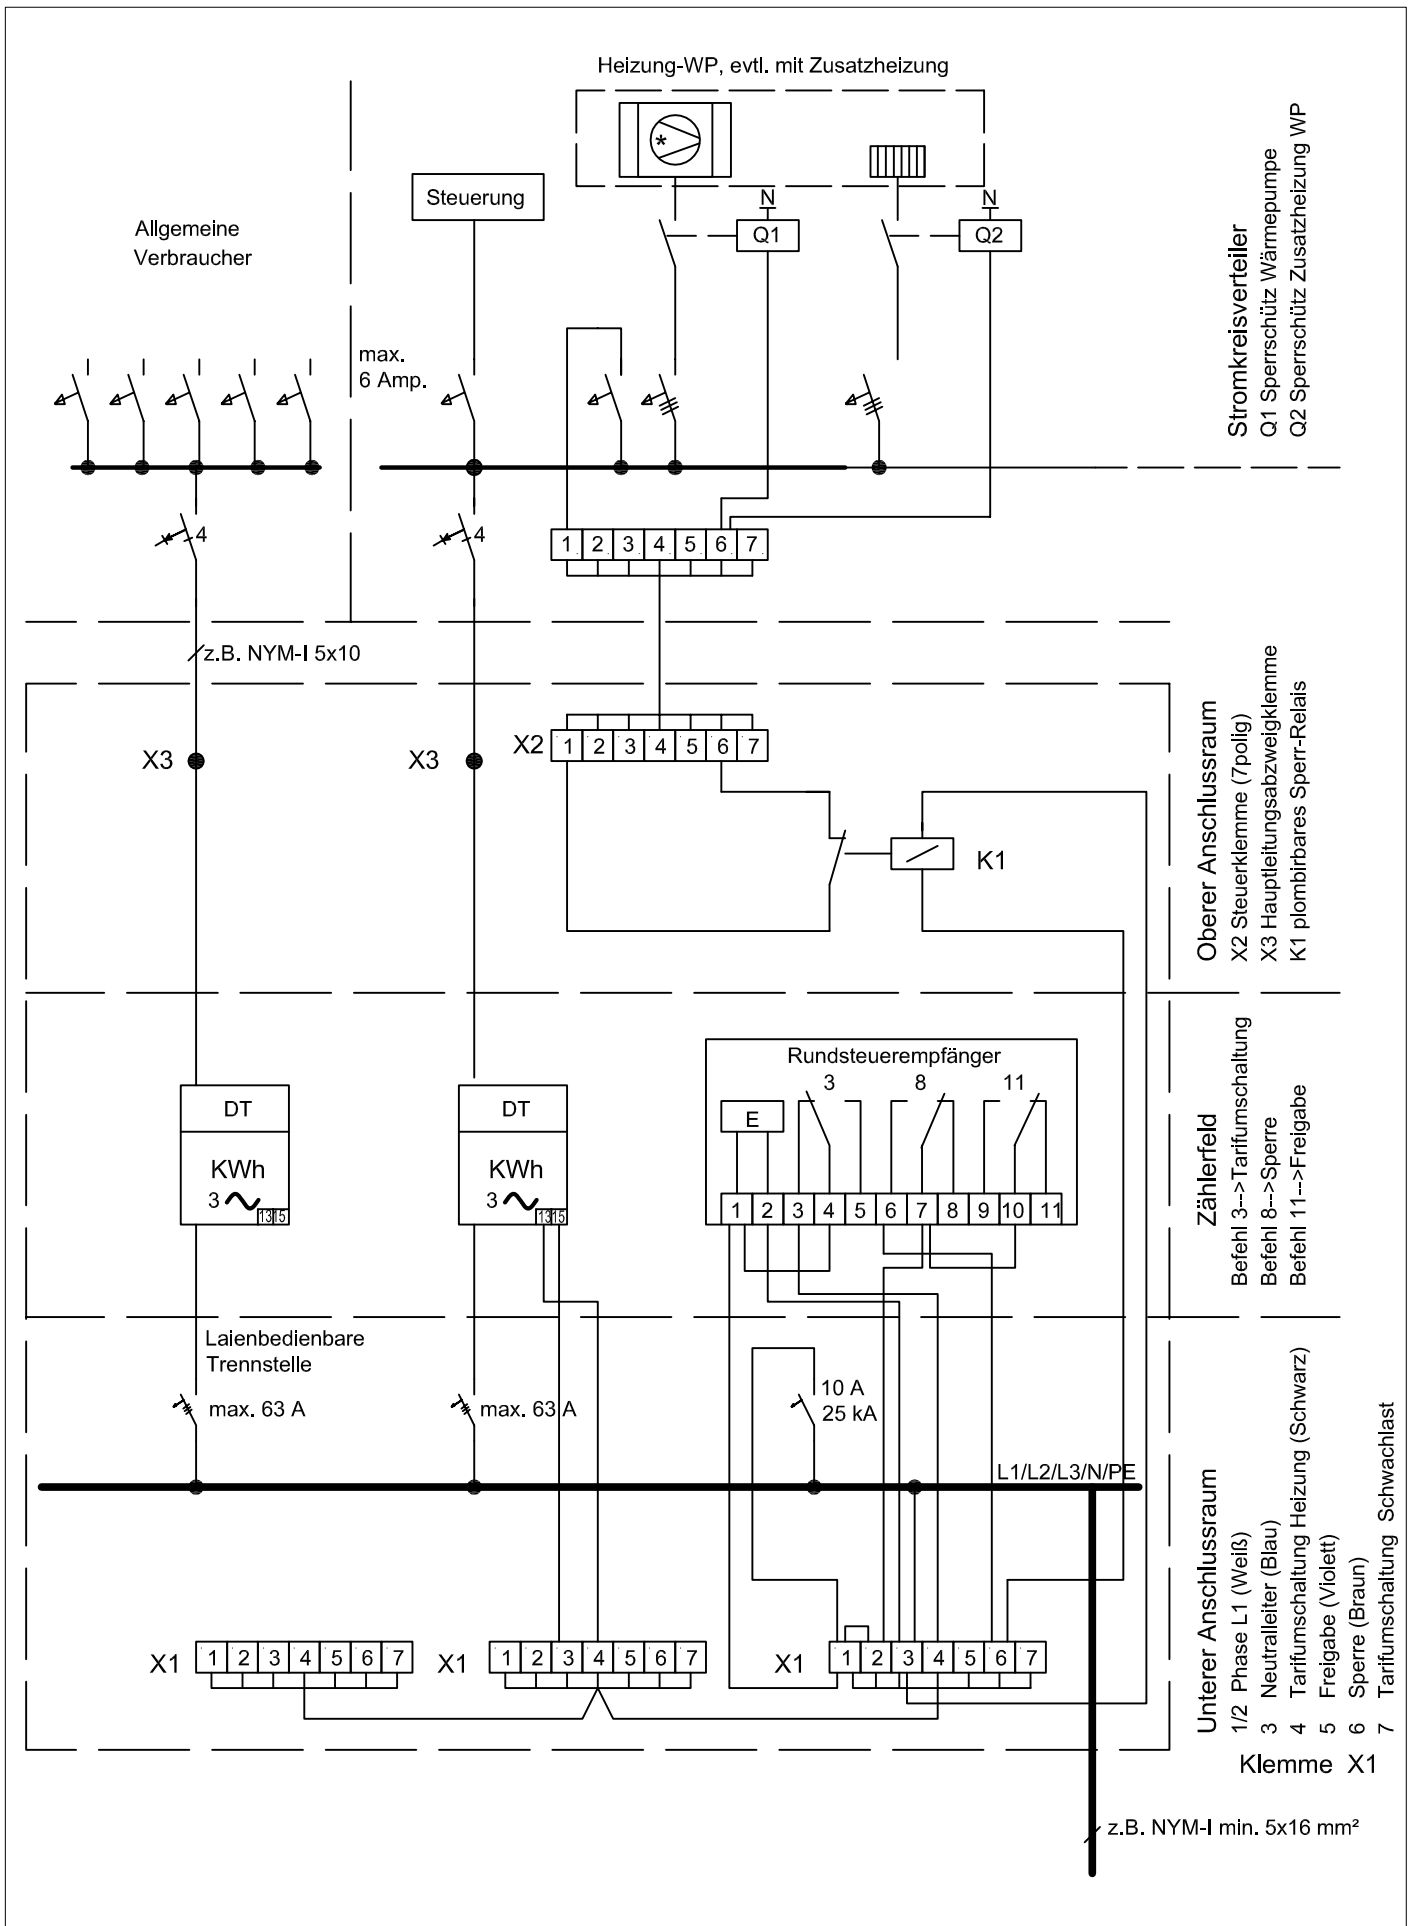 Heizung-WP, evtl. mit Zusatzheizung
*
Steuerung
N
Q1
N
Q2
Allgemeine
Verbraucher
max.
6 Amp.
4
4
1 2 3 4 5 6 7
Stromkreisverteiler
Q1 Sperrschütz Wärmepumpe
Q2 Sperrschütz Zusatzheizung WP
z.B. NYM-I 5x10
X3
X3
X2
1 2 3 4 5 6 7
K1
Oberer Anschlussraum
X2 Steuerklemme (7polig)
X3 Hauptleitungsabzweigklemme
K1 plombirbares Sperr-Relais
DT
KWh
3
13 15
DT
KWh
3
13 15
Rundsteuerempfänger
3
8
11
E
1 2 3 4 5 6 7 8 9 10 11
Zählerfeld
Befehl 3-->Tarifumschaltung
Befehl 8-->Sperre
Befehl 11-->Freigabe
Laienbedienbare
Trennstelle
max. 63 A
max. 63 A
10 A
25 kA
L1/L2/L3/N/PE
X1
1 2 3 4 5 6 7
X1
1 2 3 4 5 6 7
X1
1 2 3 4 5 6 7
Unterer Anschlussraum
1/2 Phase L1 (Weiß)
3 Neutralleiter (Blau)
4 Tarifumschaltung Heizung (Schwarz)
5 Freigabe (Violett)
6 Sperre (Braun)
7 Tarifumschaltung Schwachlast
Klemme X1
z.B. NYM-I min. 5x16 mm²